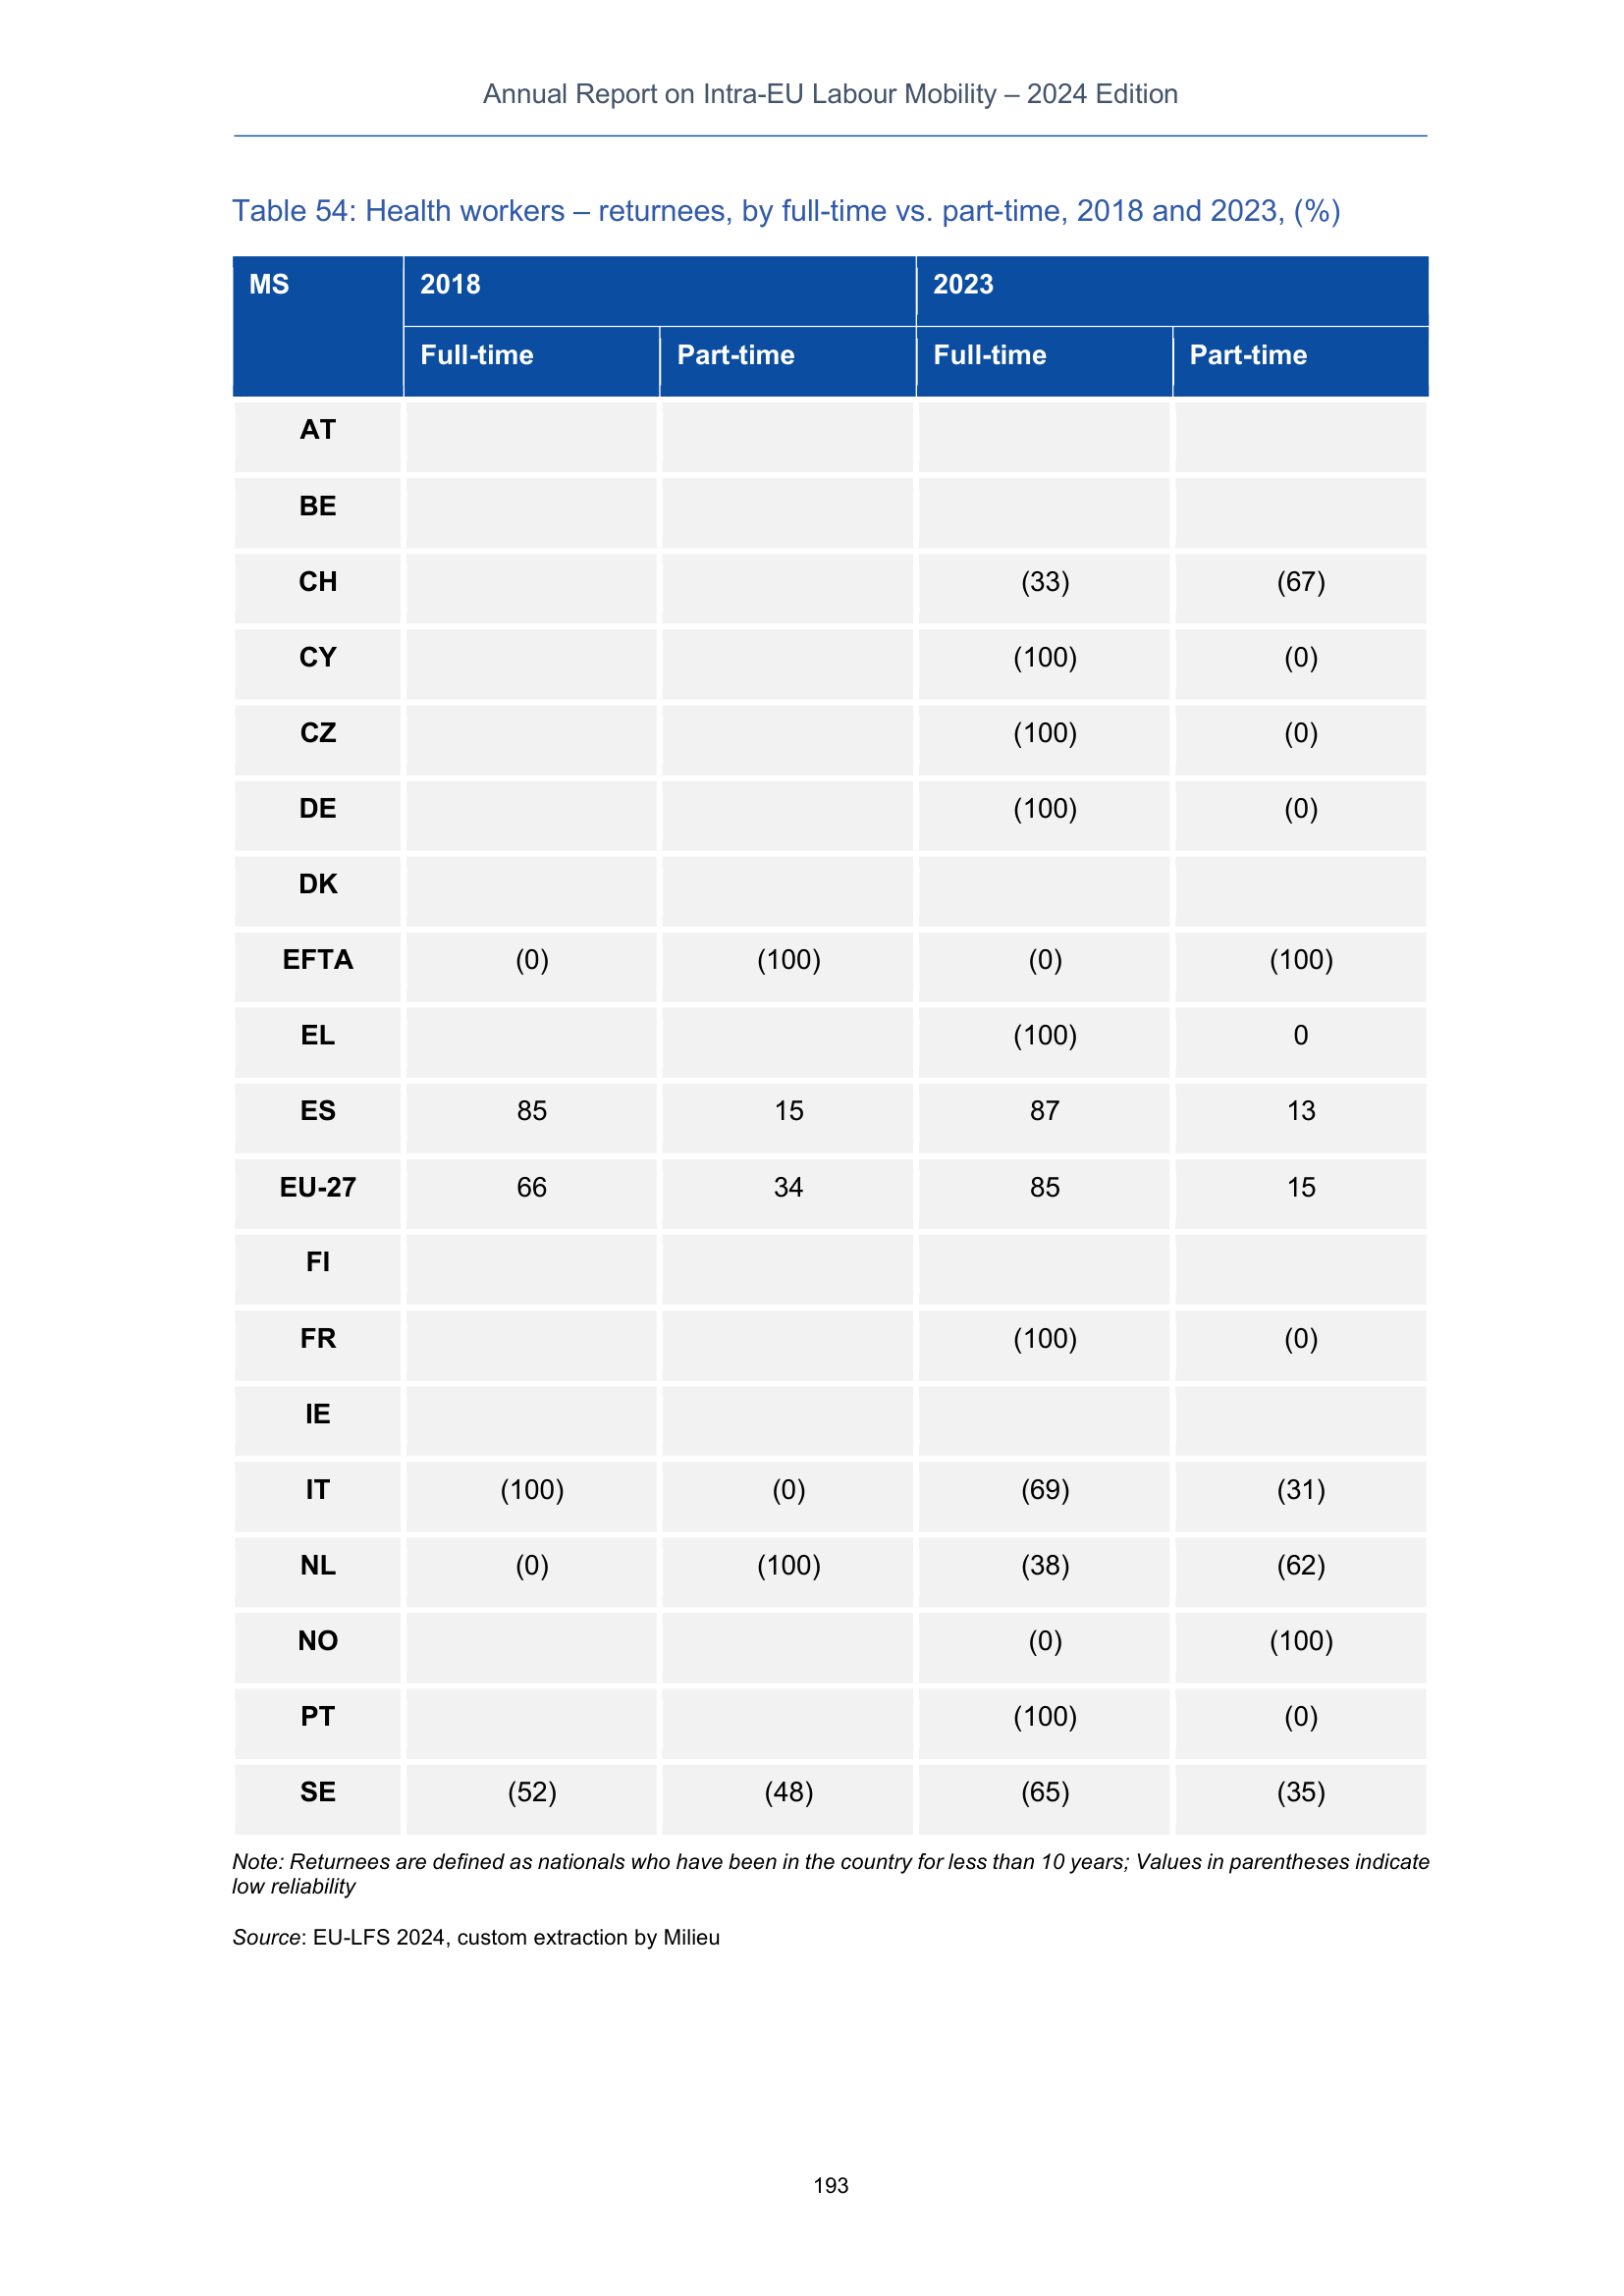 Annual Report on Intra-EU Labour Mobility – 2024 Edition
Table 54: Health workers – returnees, by full-time vs. part-time, 2018 and 2023, (%)
MS 2018 2023
Full-time Part-time Full-time Part-time
AT
BE
CH (33) (67)
CY (100) (0)
CZ (100) (0)
DE (100) (0)
DK
EFTA (0) (100) (0) (100)
EL (100) 0
ES 85 15 87 13
EU-27 66 34 85 15
FI
FR (100) (0)
IE
IT (100) (0) (69) (31)
NL (0) (100) (38) (62)
NO (0) (100)
PT (100) (0)
SE (52) (48) (65) (35)
Note: Returnees are defined as nationals who have been in the country for less than 10 years; Values in parentheses indicate
low reliability
Source: EU-LFS 2024, custom extraction by Milieu
193